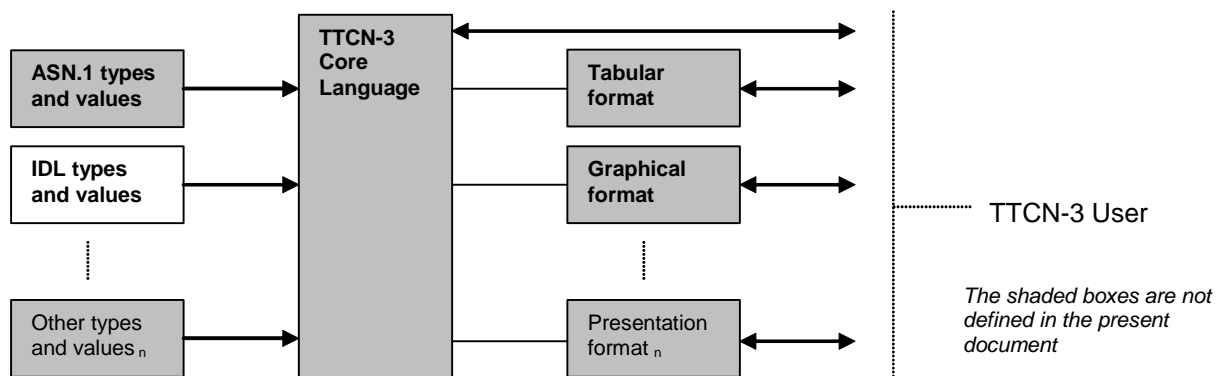 ASN.1 types
and values
IDL types
and values
Other types
and values n
TTCN-3
Core
Language
Tabular
format
Graphical
format
Presentation
format n
TTCN-3 User
The shaded boxes are not
defined in the present
document